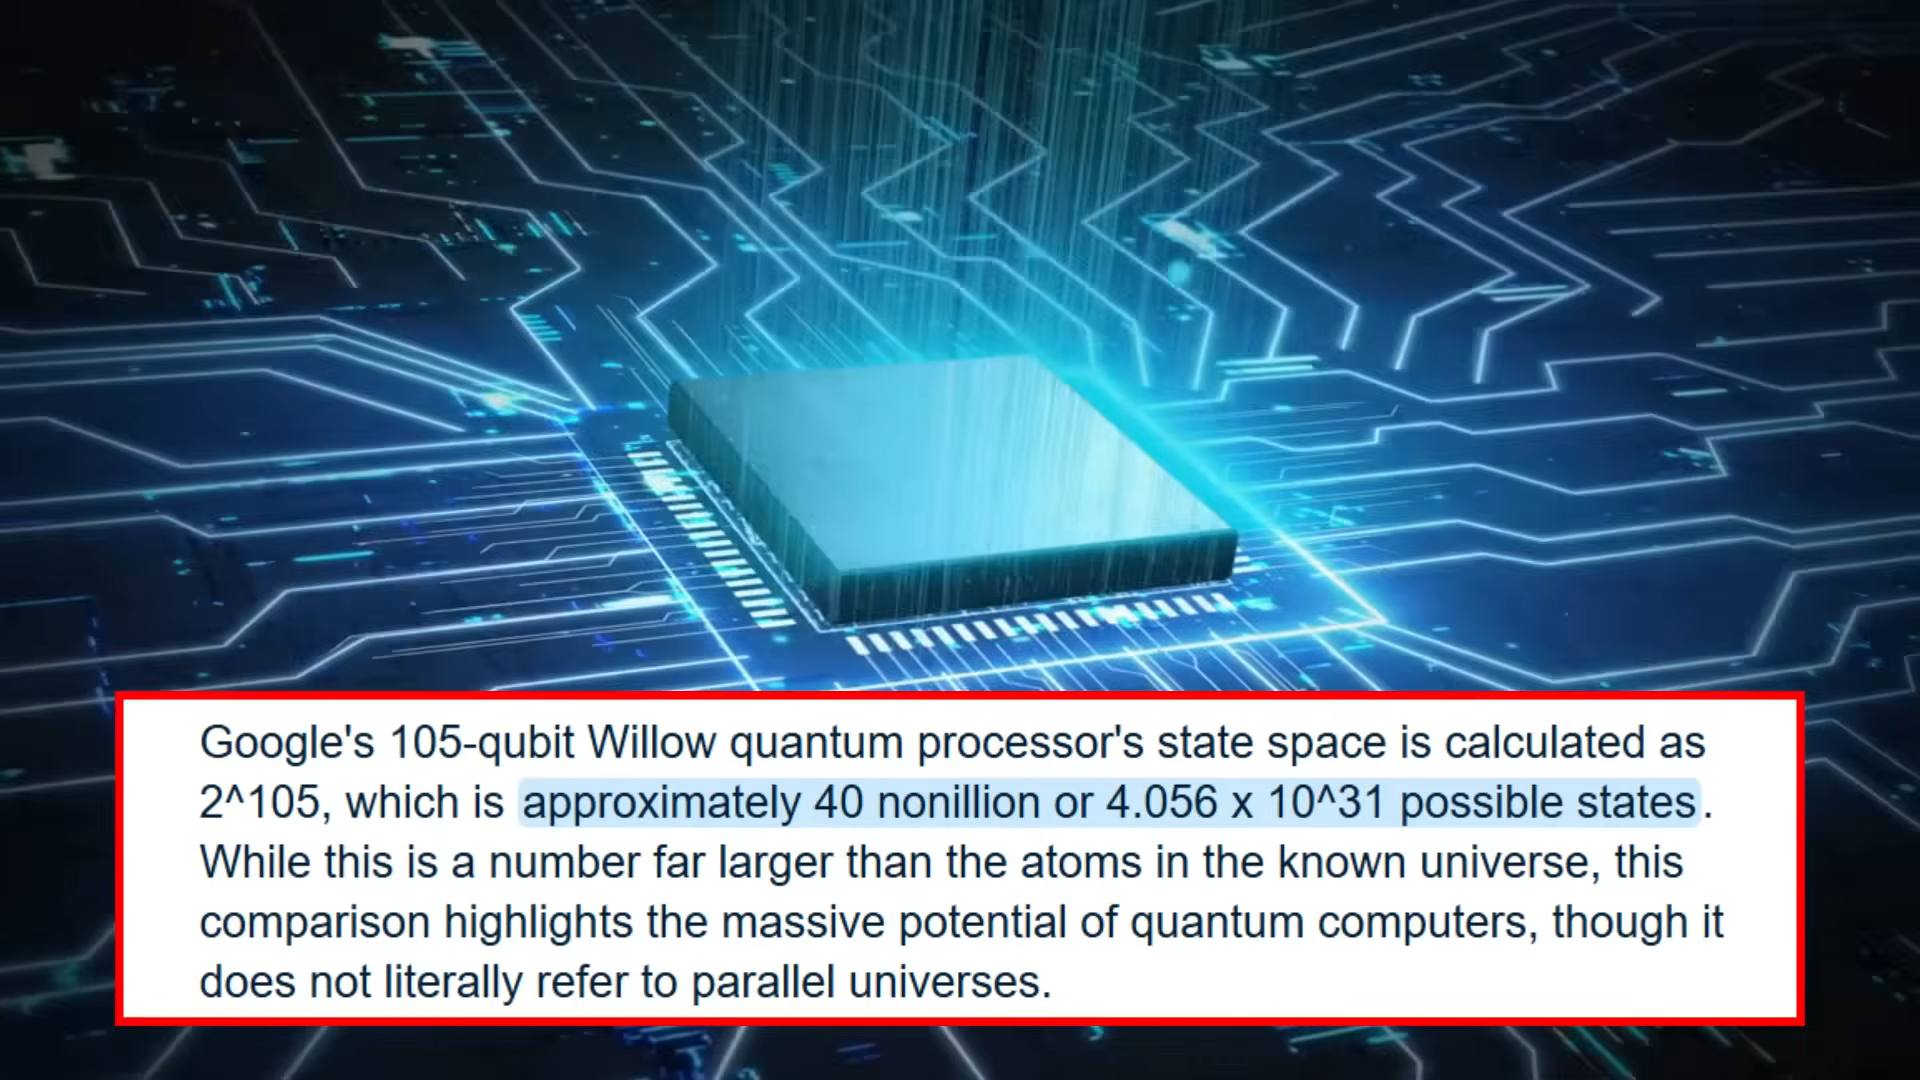 Google's 105-qubit Willow quantum processor's state space is calculated as
2^105, which is approximately 40 nonillion or 4.056 x 10^31 possible states.
While this is a number far larger than the atoms in the known universe, this
comparison highlights the massive potential of quantum computers, though it
does not literally refer to parallel universes.